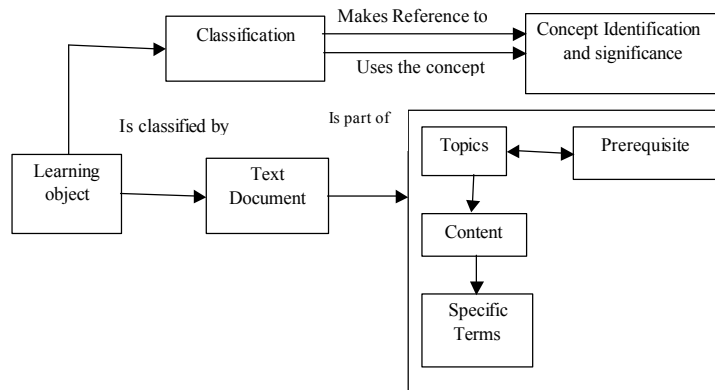 Classification
Makes Reference to
Uses the concept
Concept Identification
and significance
Is classified by
Is part of
Learning
object
Text
Document
Topics
Prerequisite
Content
Specific
Terms